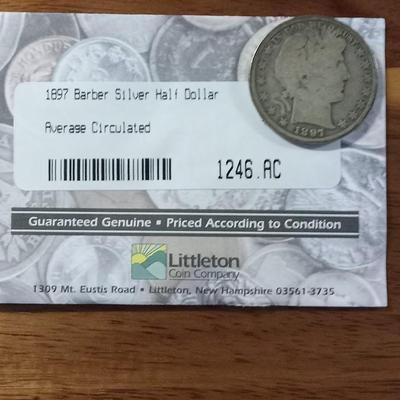 1897 Barber Silver Half Dollar
Average Circulated
1246.AC
Guaranteed Genuine ▪ Priced According to Condition
Littleton
Coin Company
1309 Mt. Eustis Road • Littleton, New Hampshire 03561-3735
1897